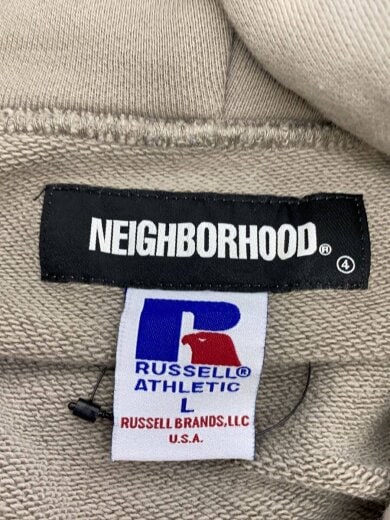 NEIGHBORHOOD® ④
RUSSELL®
ATHLETIC
L
RUSSELL BRANDS, LLC
U.S.A.